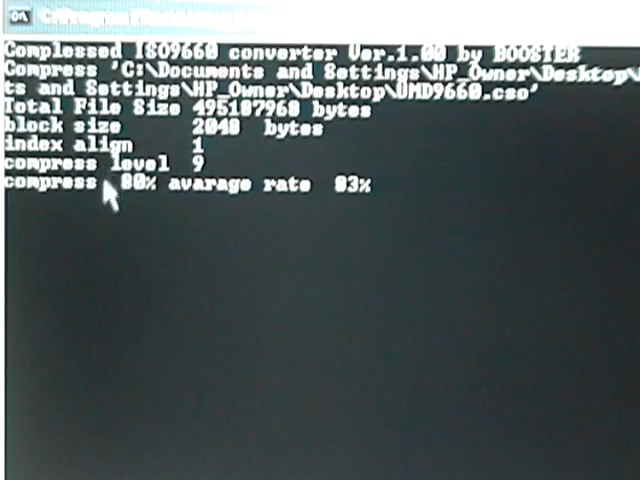 Complessed ISO9660 converter Ver.1.00 by BOOSTER
Compress 'C:\Documents and Settings\HP_Owner\Desktop\
ts and Settings\HP_Owner\Desktop\UMD9660.cso'
Total File Size 495187968 bytes
block size 2048 bytes
index align 1
compress level 9
compress 80% avarage rate 83%